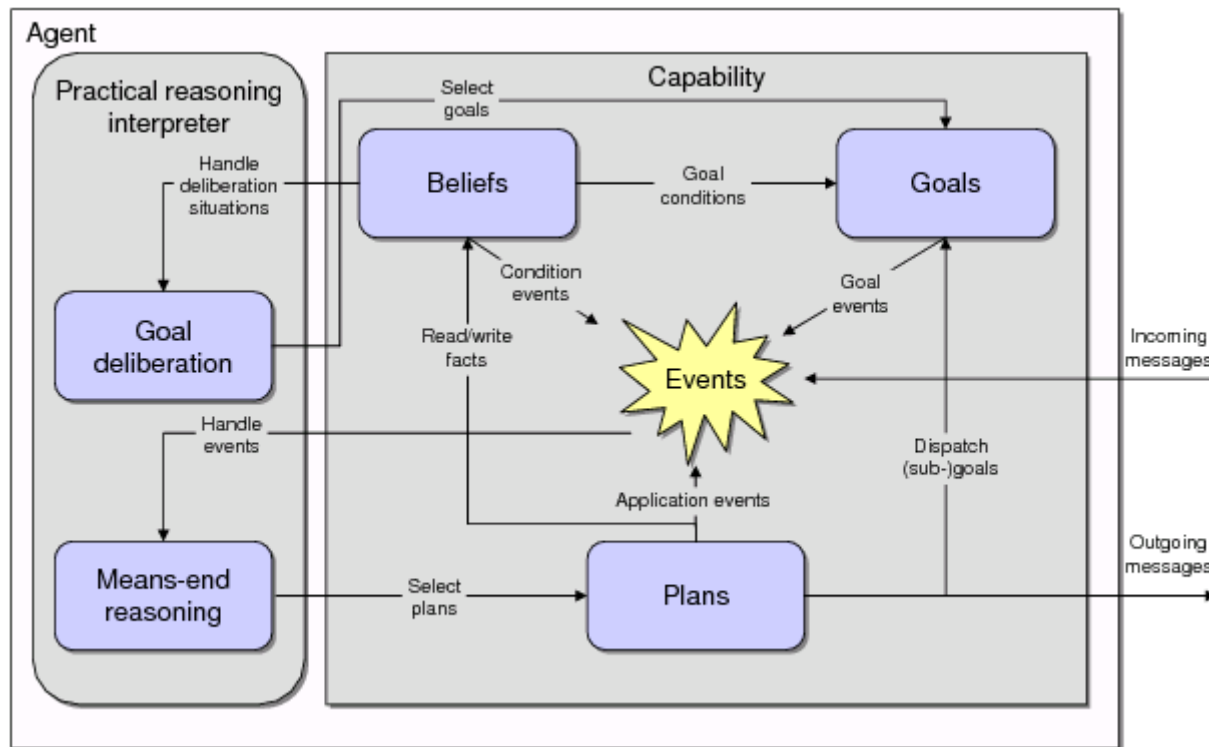 Agent
Practical reasoning
interpreter
Capability
Select
goals
Handle
deliberation
situations
Beliefs
Goal
conditions
Goals
Condition
events
Goal
events
Goal
deliberation
Read/write
facts
Events
Incoming
messages
Handle
events
Dispatch
(sub-)goals
Application events
Outgoing
messages
Means-end
reasoning
Select
plans
Plans